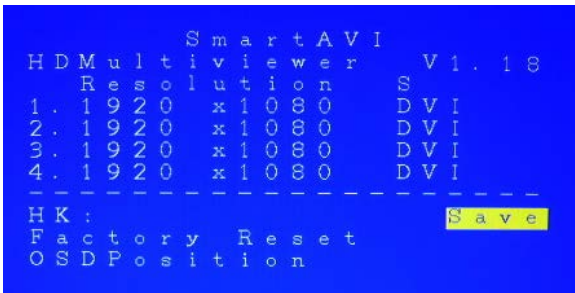 SmartAVI
HDMultiviewer V1.18
Resolution S
1. 1920 x1080 DVI
2. 1920 x1080 DVI
3. 1920 x1080 DVI
4. 1920 x1080 DVI
--------------------
HK: Save
Factory Reset
OSDPosition